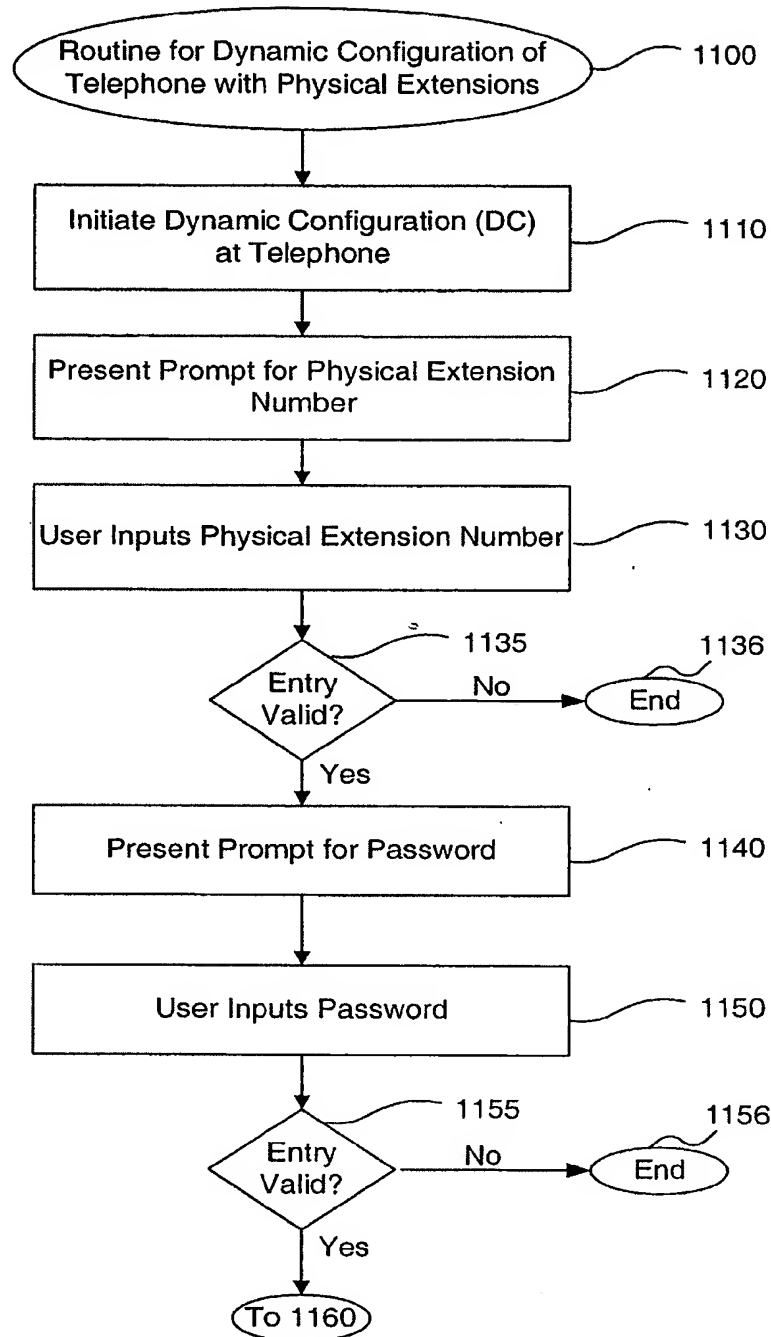 Routine for Dynamic Configuration of
Telephone with Physical Extensions
1100
Initiate Dynamic Configuration (DC)
at Telephone
1110
Present Prompt for Physical Extension
Number
1120
User Inputs Physical Extension Number
1130
1135
Entry
Valid?
No
1136
End
Yes
Present Prompt for Password
1140
User Inputs Password
1150
1155
Entry
Valid?
No
1156
End
Yes
To 1160